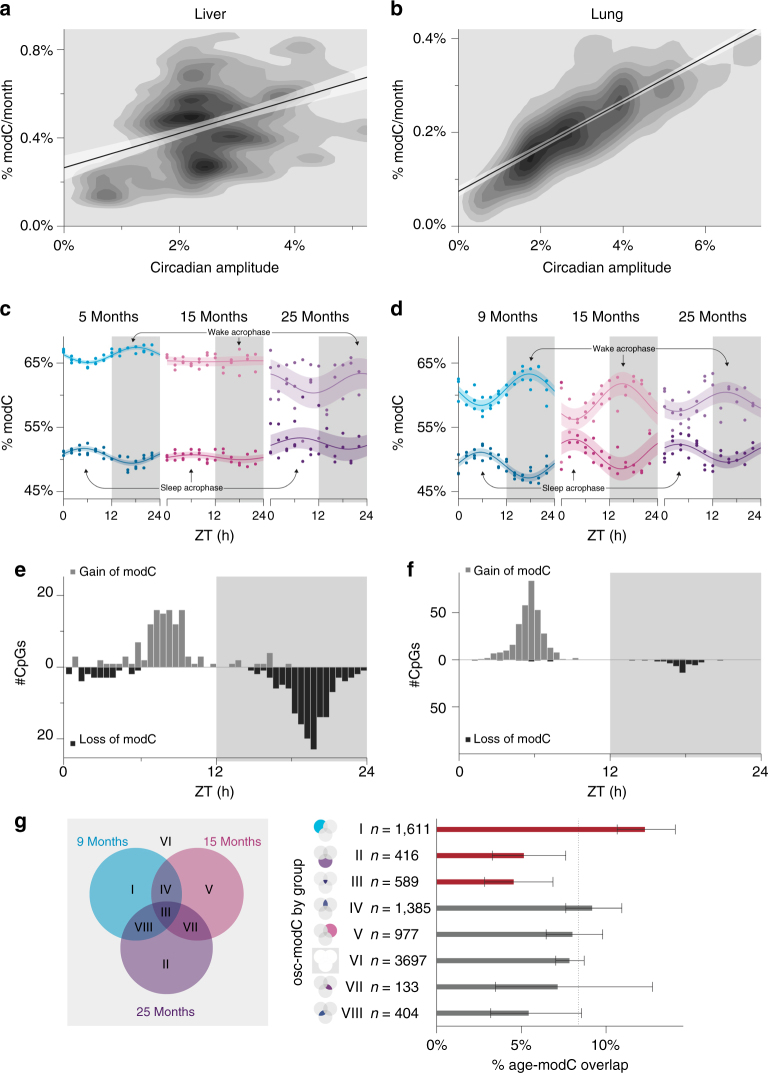 a
Liver
0.8%
0.4%
0.0%
% modC/month
0%
2%
4%
Circadian amplitude
b
Lung
0.4%
0.2%
0.0%
% modC/month
0%
2%
4%
6%
Circadian amplitude
c
5 Months
15 Months
25 Months
Wake acrophase
65%
55%
45%
% modC
Sleep acrophase
0
12
24 0
12
24 0
12
24
ZT (h)
d
9 Months
15 Months
25 Months
Wake acrophase
65%
55%
45%
Sleep acrophase
0
12
24 0
12
24 0
12
24
ZT (h)
e
Gain of modC
20
0
20
#CpGs
Loss of modC
0
12
24
ZT (h)
f
Gain of modC
50
0
50
#CpGs
Loss of modC
0
12
24
ZT (h)
g
9 Months
VI
15 Months
I
IV
V
III
VIII
VII
II
25 Months
osc-modC by group
I n = 1,611
II n = 416
III n = 589
IV n = 1,385
V n = 977
VI n = 3697
VII n = 133
VIII n = 404
0%
5%
10%
% age-modC overlap